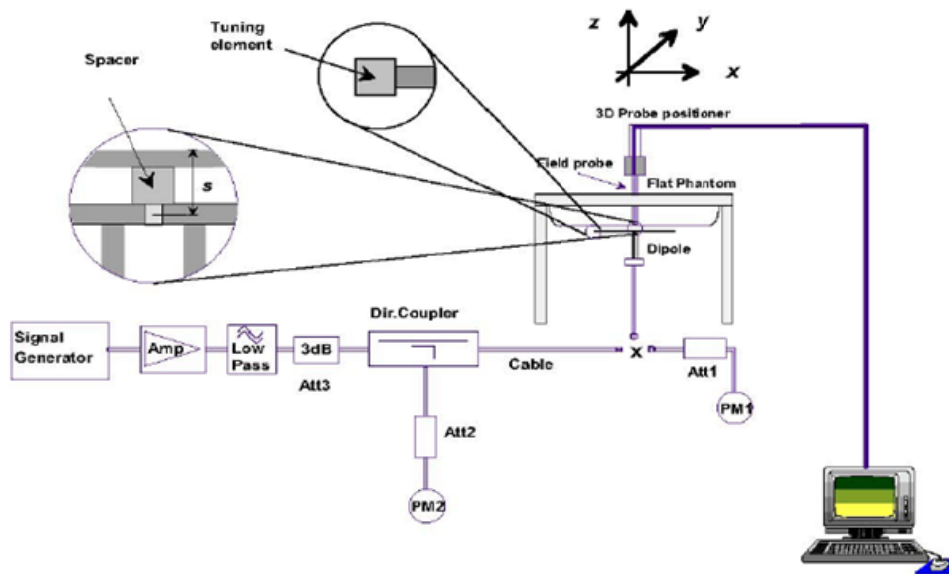 Tuning
element
Spacer
z
y
x
3D Probe positioner
s
Field probe
Flat Phantom
Dipole
Signal
Generator
Amp
Low
Pass
3dB
Att3
Dir.Coupler
Cable
x
Att1
PM1
Att2
PM2